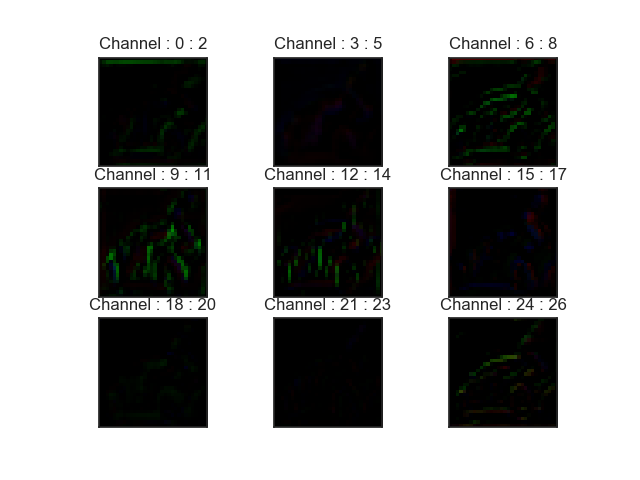 Channel : 0 : 2
Channel : 3 : 5
Channel : 6 : 8
Channel : 9 : 11
Channel : 12 : 14
Channel : 15 : 17
Channel : 18 : 20
Channel : 21 : 23
Channel : 24 : 26